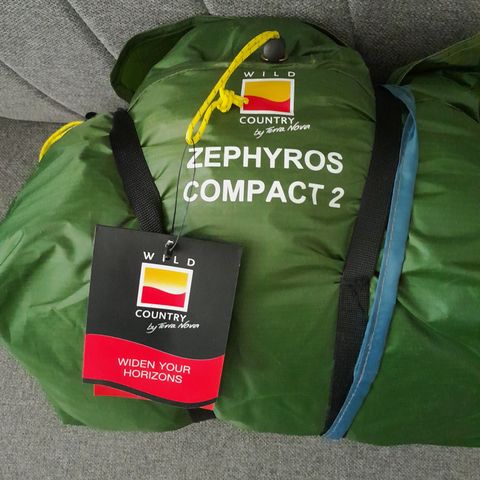 WILD
COUNTRY
by Terra Nova
ZEPHYROS
COMPACT 2
WILD
COUNTRY
by Terra Nova
WIDEN YOUR
HORIZONS